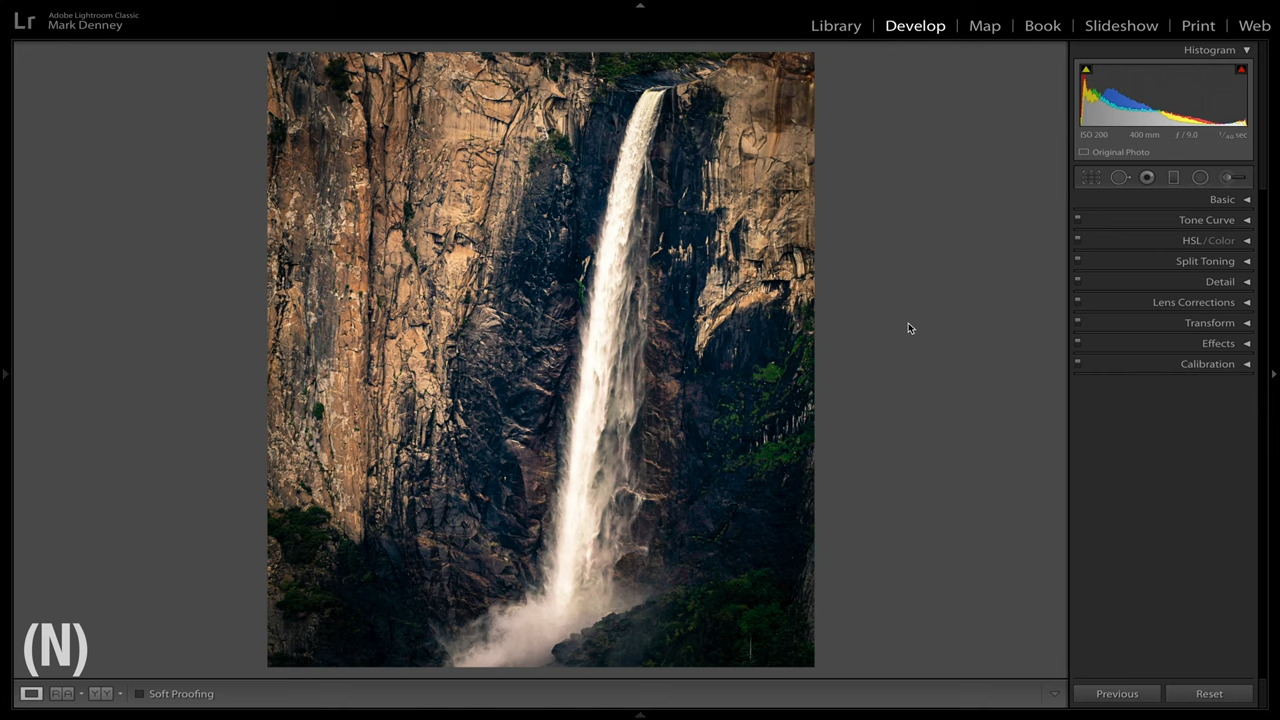 Lr
Adobe Lightroom Classic
Mark Denney
Library | Develop | Map | Book | Slideshow | Print | Web
Histogram
ISO 200 400 mm ƒ / 9.0 1/40 sec
Original Photo
Basic
Tone Curve
HSL / Color
Split Toning
Detail
Lens Corrections
Transform
Effects
Calibration
(N)
RA YY Soft Proofing
Previous Reset